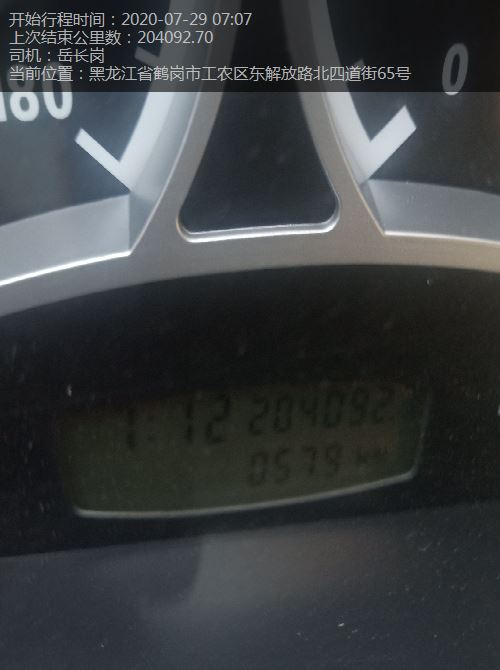 开始行程时间：2020-07-29 07:07
上次结束公里数：204092.70
司机：岳长岗
当前位置：黑龙江省鹤岗市工农区东解放路北四道街65号
180
0
1:12 204092
0579 km